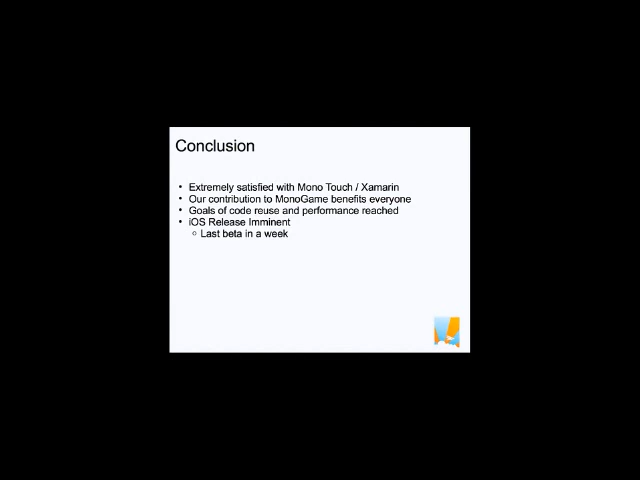 Conclusion
• Extremely satisfied with Mono Touch / Xamarin
• Our contribution to MonoGame benefits everyone
• Goals of code reuse and performance reached
• iOS Release Imminent
○ Last beta in a week